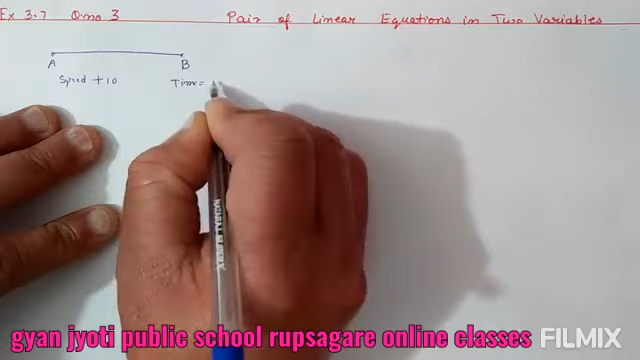 Ex 3.7 Q.no 3 Pair of Linear Equations in Two Variables
A B
Speed + 10 Time =
gyan jyoti public school rupsagare online classes FILMIX